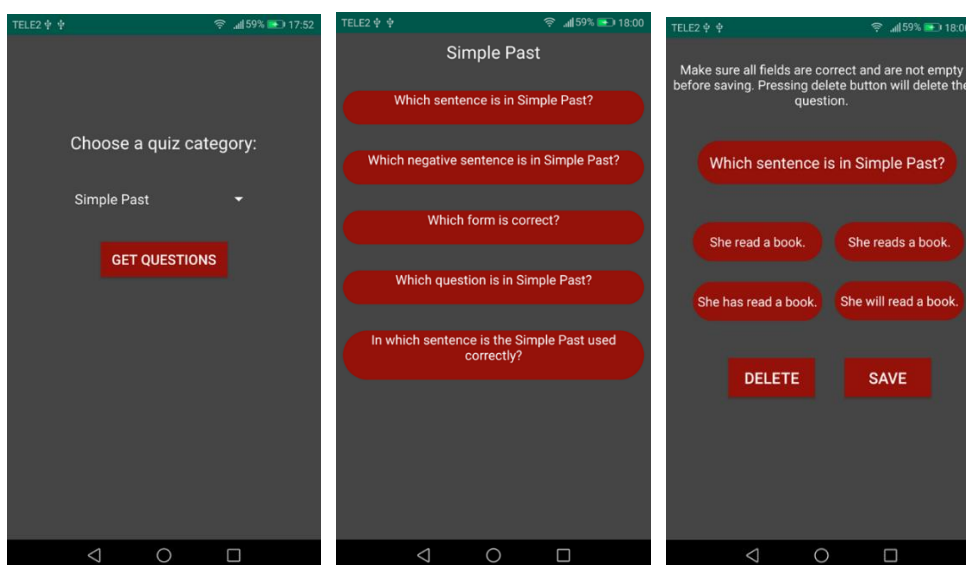 TELE2 59% 17:52
Choose a quiz category:
Simple Past
GET QUESTIONS
TELE2 59% 18:00
Simple Past
Which sentence is in Simple Past?
Which negative sentence is in Simple Past?
Which form is correct?
Which question is in Simple Past?
In which sentence is the Simple Past used
correctly?
TELE2 59% 18:00
Make sure all fields are correct and are not empty
before saving. Pressing delete button will delete the
question.
Which sentence is in Simple Past?
She read a book. She reads a book.
She has read a book. She will read a book.
DELETE SAVE